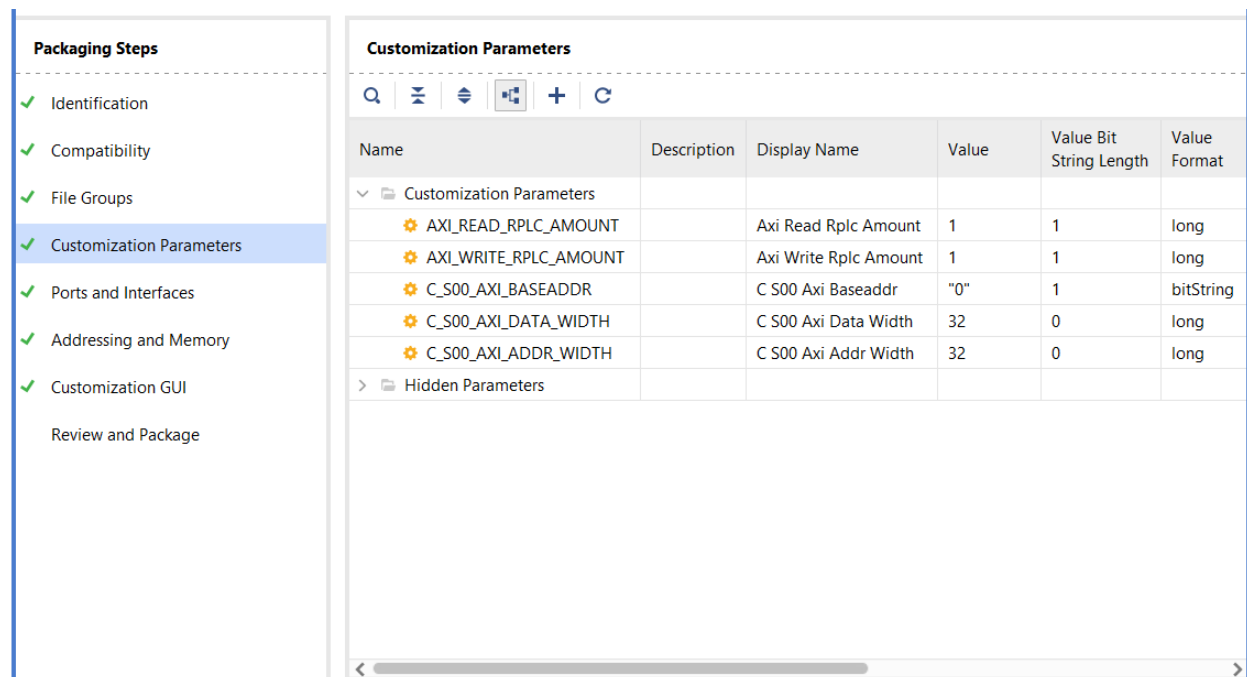 Packaging Steps
Identification
Compatibility
File Groups
Customization Parameters
Ports and Interfaces
Addressing and Memory
Customization GUI
Review and Package
Customization Parameters
Name Description Display Name Value Value Bit String Length Value Format
Customization Parameters
AXI_READ_RPLC_AMOUNT Axi Read Rplc Amount 1 1 long
AXI_WRITE_RPLC_AMOUNT Axi Write Rplc Amount 1 1 long
C_S00_AXI_BASEADDR C S00 Axi Baseaddr "0" 1 bitString
C_S00_AXI_DATA_WIDTH C S00 Axi Data Width 32 0 long
C_S00_AXI_ADDR_WIDTH C S00 Axi Addr Width 32 0 long
Hidden Parameters